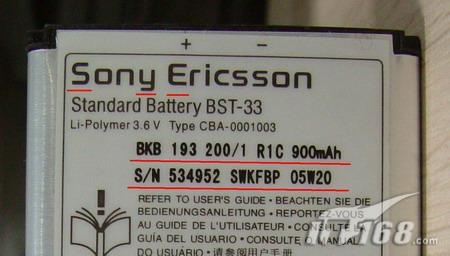 + -
Sony Ericsson
Standard Battery BST-33
Li-Polymer 3.6 V Type CBA-0001003
BKB 193 200/1 R1C 900mAh
S/N 534952 SWKFBP 05W20
REFER TO USER'S GUIDE • BEACHTEN SIE DIE
BEDIENUNGSANLEITUNG • REPORTEZ-VOUS AU
GUIDE DE L'UTILISATEUR • CONSULTE LA
GUÍA DEL USUARIO • CONSULTE O MANUAL
DO USUÁRIO • 请参阅用户手册
it168.com